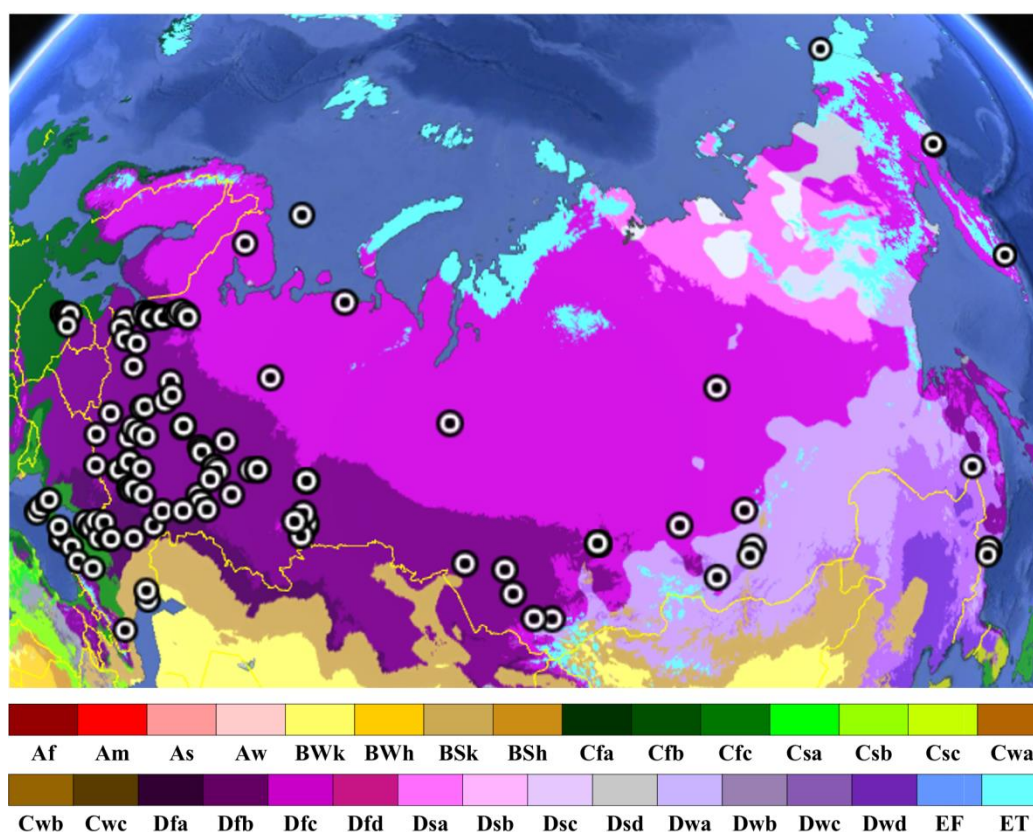 Af Am As Aw BWk BWh BSk BSh Cfa Cfb Cfc Csa Csb Csc Cwa
Cwb Cwc Dfa Dfb Dfc Dfd Dsa Dsb Dsc Dsd Dwa Dwb Dwc Dwd EF ET